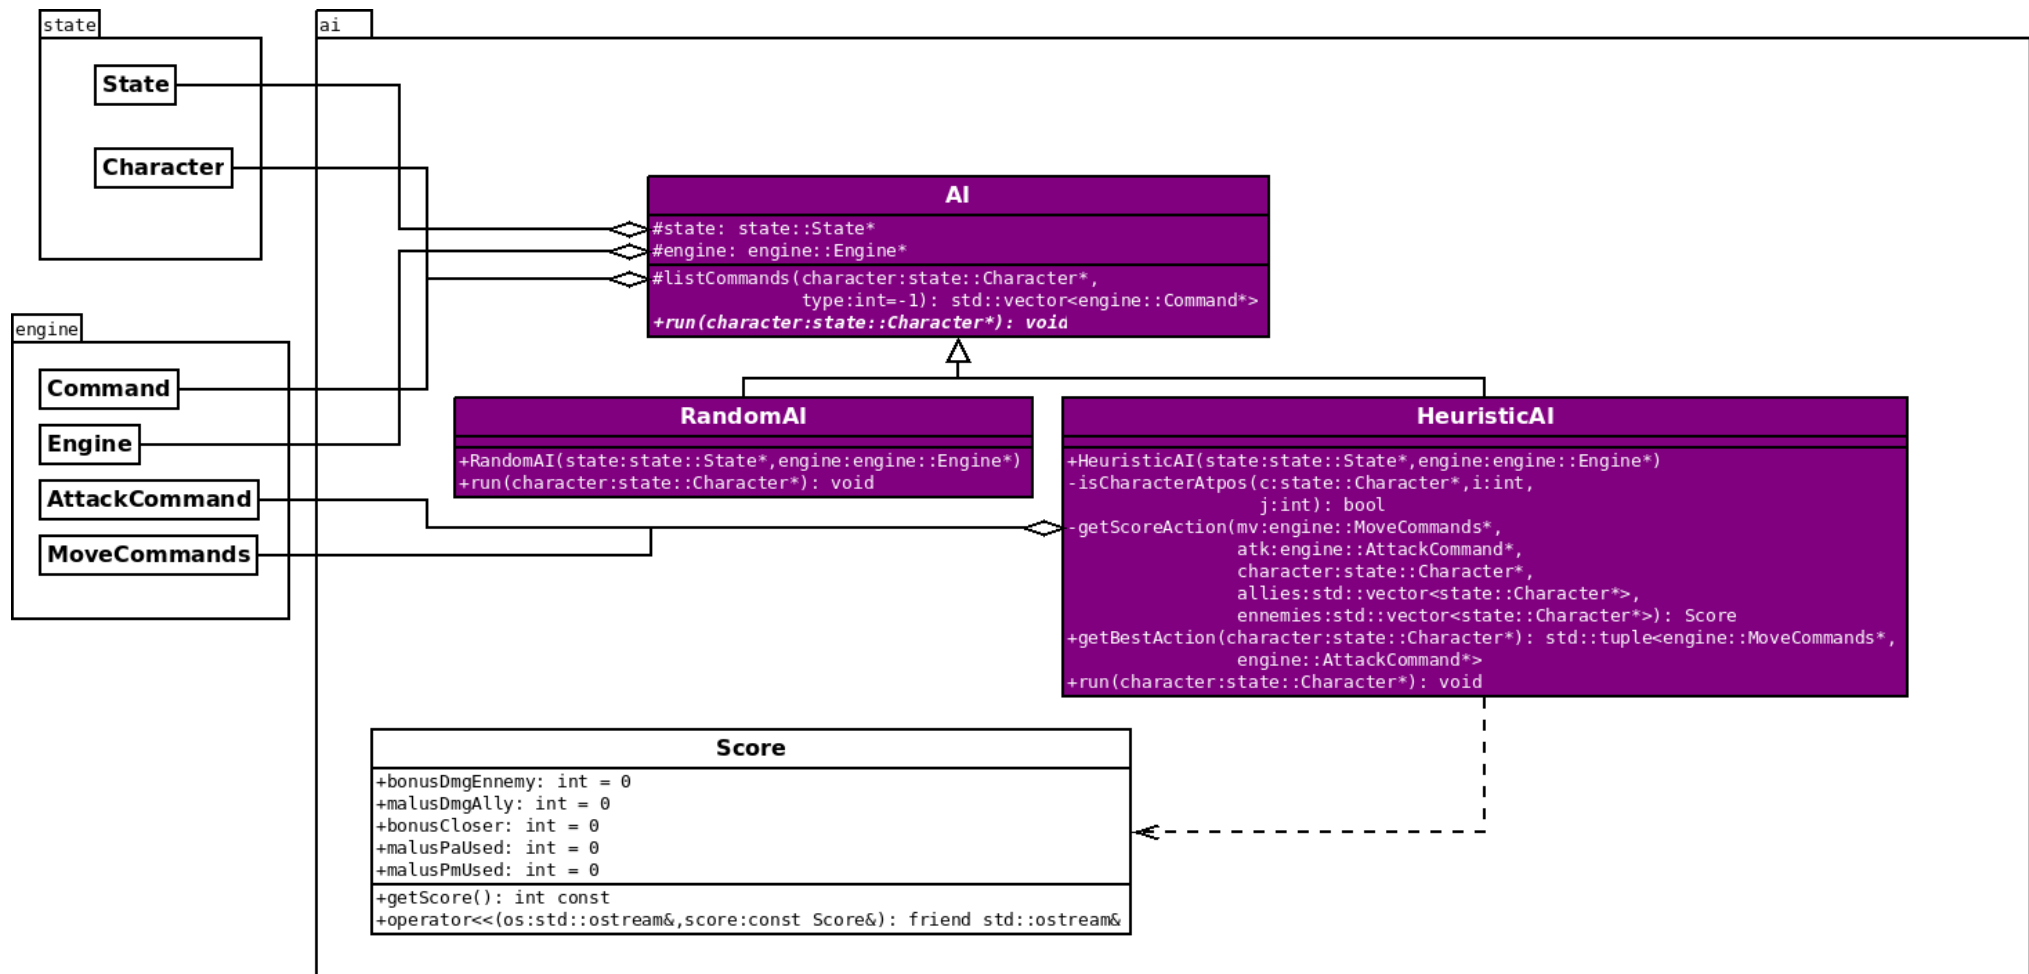 state
State
Character
engine
Command
Engine
AttackCommand
MoveCommands
ai
AI
#state: state::State*
#engine: engine::Engine*
#listCommands(character:state::Character*,
type:int=-1): std::vector<engine::Command*>
+run(character:state::Character*): void
RandomAI
+RandomAI(state:state::State*,engine:engine::Engine*)
+run(character:state::Character*): void
HeuristicAI
+HeuristicAI(state:state::State*,engine:engine::Engine*)
-isCharacterAtpos(c:state::Character*,i:int,
j:int): bool
-getScoreAction(mv:engine::MoveCommands*,
atk:engine::AttackCommand*,
character:state::Character*,
allies:std::vector<state::Character*>,
ennemies:std::vector<state::Character*>): Score
+getBestAction(character:state::Character*): std::tuple<engine::MoveCommands*,
engine::AttackCommand*>
+run(character:state::Character*): void
Score
+bonusDmgEnnemy: int = 0
+malusDmgAlly: int = 0
+bonusCloser: int = 0
+malusPaUsed: int = 0
+malusPmUsed: int = 0
+getScore(): int const
+operator<<(os:std::ostream&,score:const Score&): friend std::ostream&